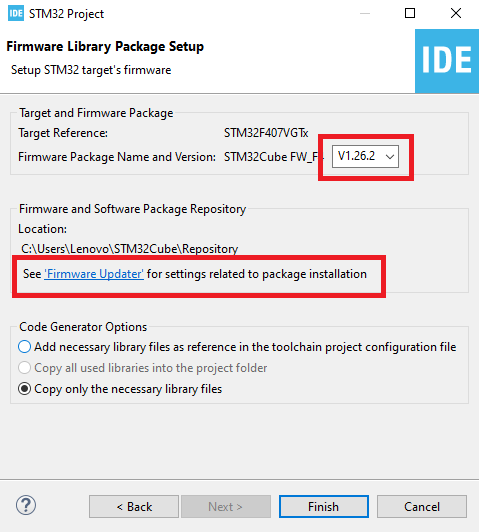 IDE STM32 Project
Firmware Library Package Setup
Setup STM32 target's firmware
IDE
Target and Firmware Package
Target Reference: STM32F407VGTx
Firmware Package Name and Version: STM32Cube FW_F4 V1.26.2
Firmware and Software Package Repository
Location:
C:\Users\Lenovo\STM32Cube\Repository
See 'Firmware Updater' for settings related to package installation
Code Generator Options
Add necessary library files as reference in the toolchain project configuration file
Copy all used libraries into the project folder
Copy only the necessary library files
? < Back Next > Finish Cancel